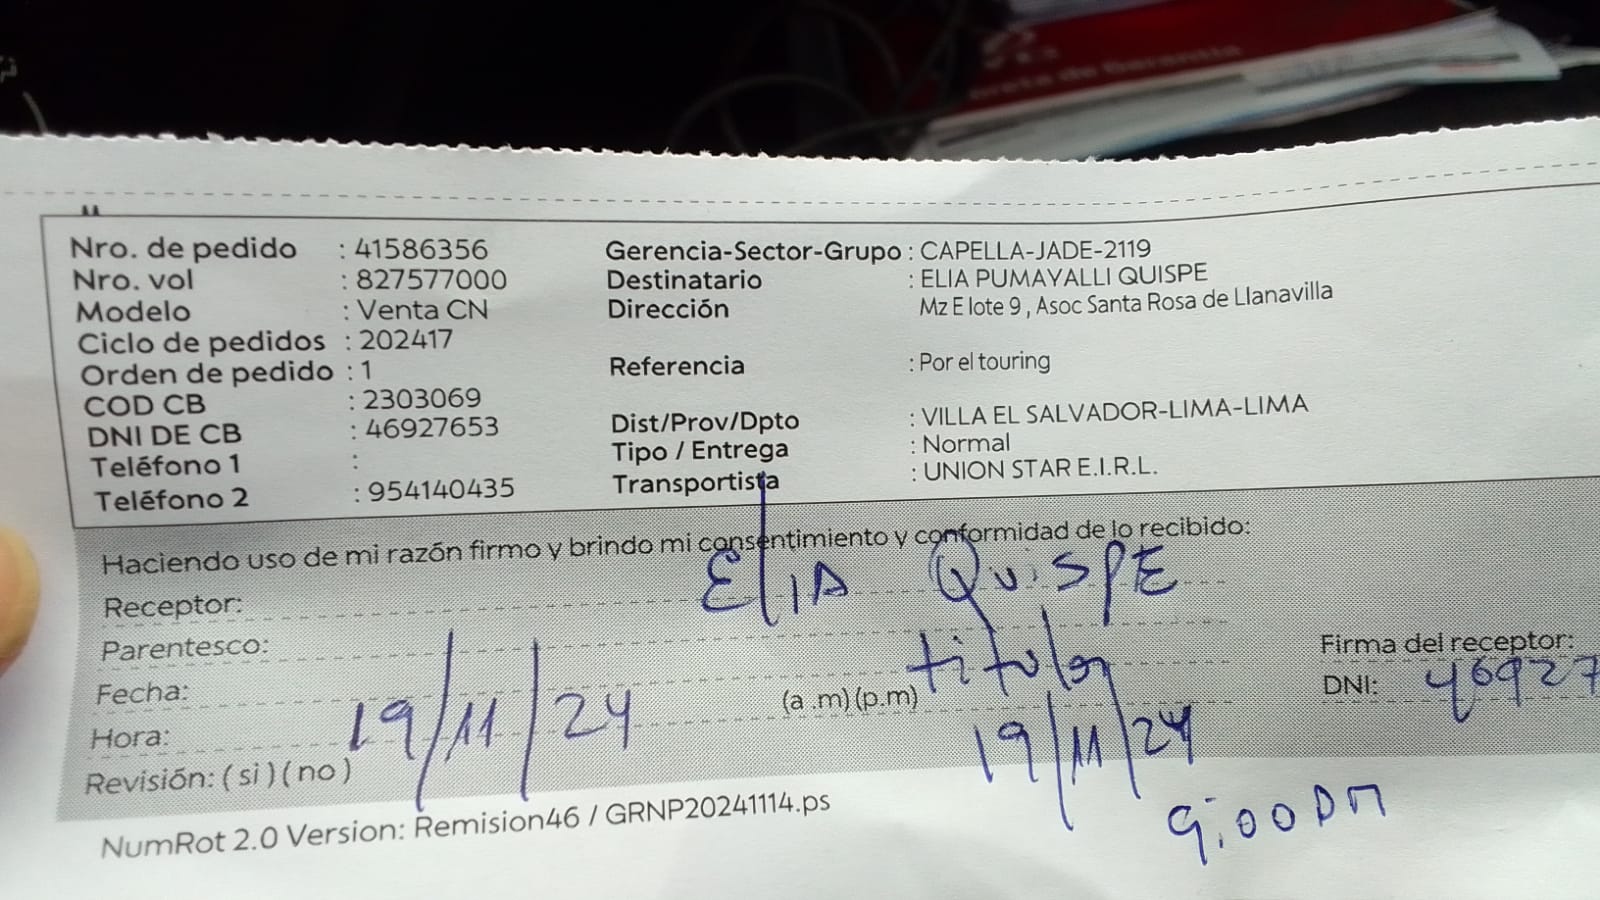 Nro. de pedido : 41586356
Nro. vol : 827577000
Modelo : Venta CN
Ciclo de pedidos : 202417
Orden de pedido : 1
COD CB : 2303069
DNI DE CB : 46927653
Teléfono 1 :
Teléfono 2 : 954140435
Gerencia-Sector-Grupo : CAPELLA-JADE-2119
Destinatario : ELIA PUMAYALLI QUISPE
Dirección Mz E lote 9 , Asoc Santa Rosa de Llanavilla
Referencia : Por el touring
Dist/Prov/Dpto : VILLA EL SALVADOR-LIMA-LIMA
Tipo / Entrega : Normal
Transportista : UNION STAR E.I.R.L.
Haciendo uso de mi razón firmo y brindo mi consentimiento y conformidad de lo recibido:
Receptor: ElIA QuiSPE
Parentesco: titular
Fecha: 19/11/24
Hora: (a .m) (p.m) 19/11/24
Revisión: ( si ) ( no )
9:00 PM
Firma del receptor:
DNI: 46927
NumRot 2.0 Version: Remision46 / GRNP20241114.ps